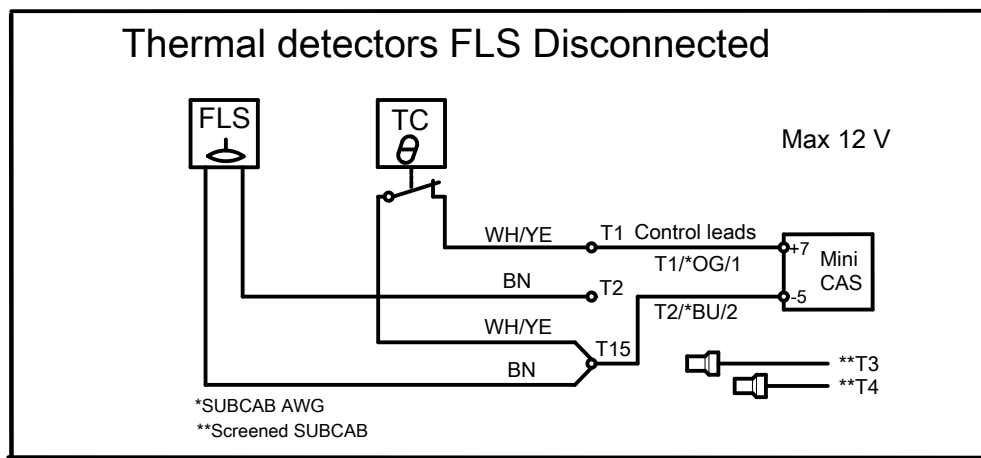 Thermal detectors FLS Disconnected
FLS
TC
θ
Max 12 V
WH/YE
T1
Control leads
+7
T1/*OG/1
Mini
CAS
BN
T2
-5
T2/*BU/2
WH/YE
T15
BN
**T3
**T4
*SUBCAB AWG
**Screened SUBCAB